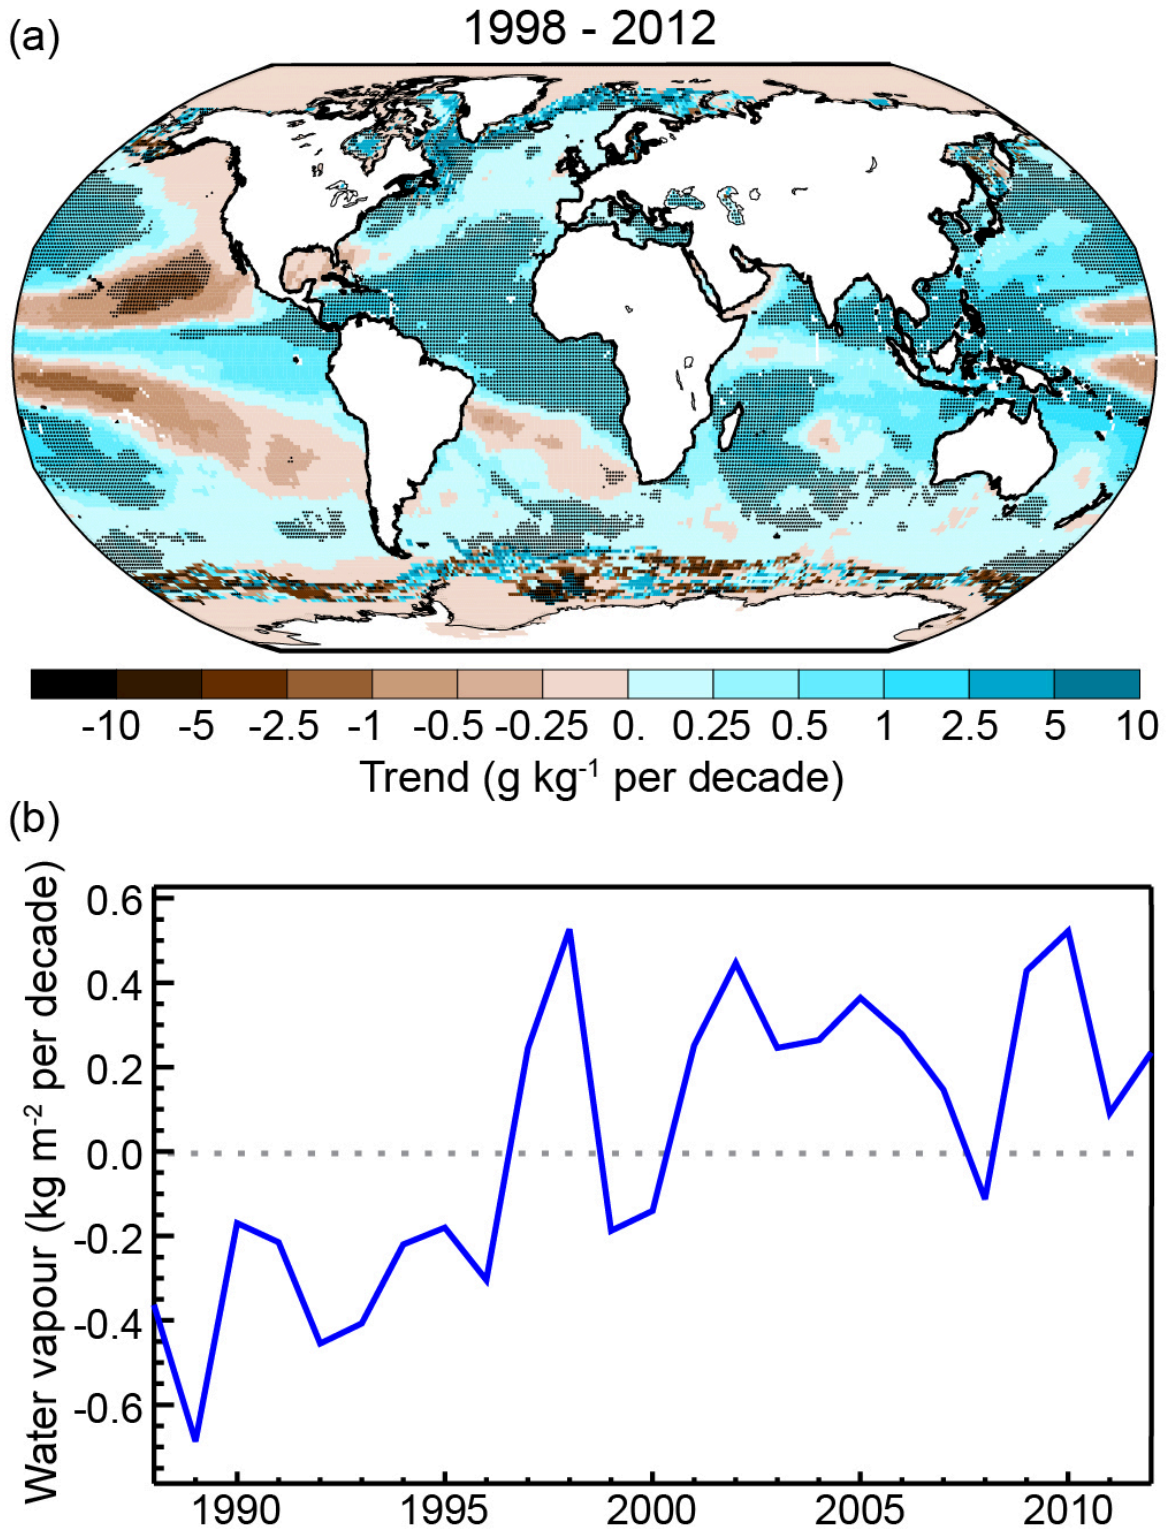 (a)
1998 - 2012
-10 -5 -2.5 -1 -0.5 -0.25 0. 0.25 0.5 1 2.5 5 10
Trend (g kg⁻¹ per decade)
(b)
Water vapour (kg m⁻² per decade)
0.6
0.4
0.2
0.0
-0.2
-0.4
-0.6
1990 1995 2000 2005 2010